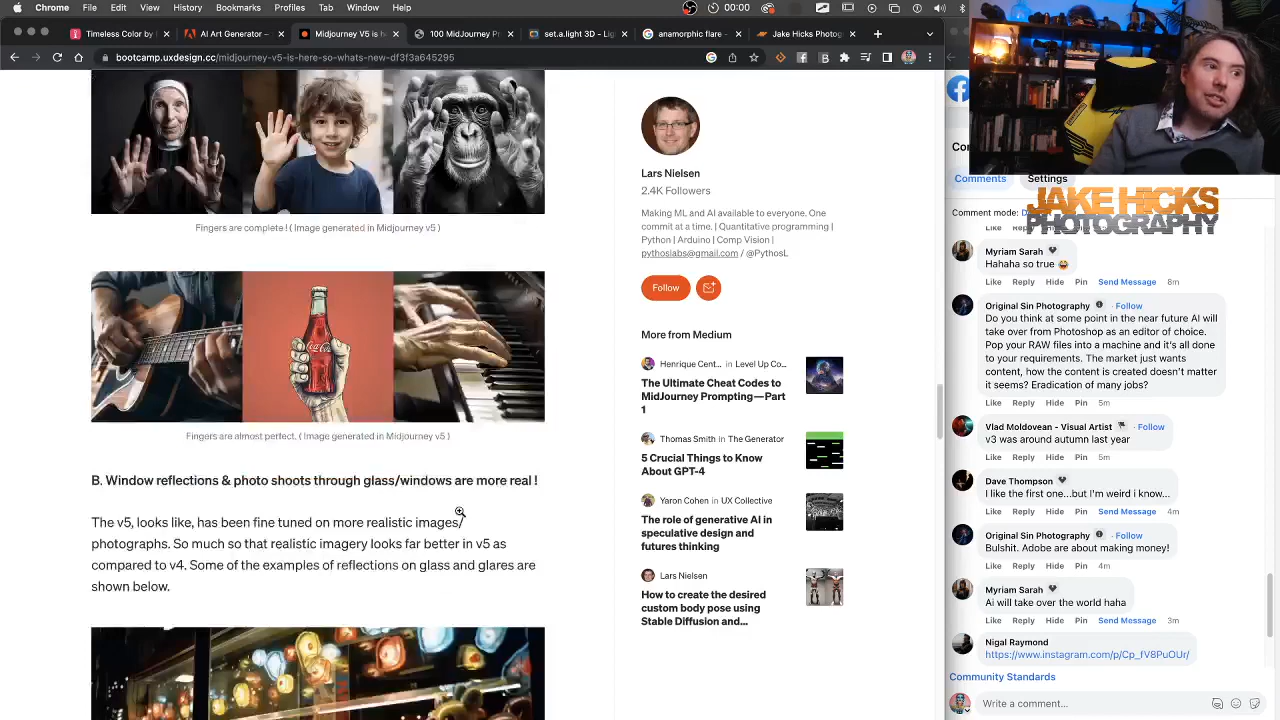 Chrome File Edit View History Bookmarks Profiles Tab Window Help
00:00
Timeless Color by
AI Art Generator –
Midjourney V5 is h
100 MidJourney Pr
set.a.light 3D - Lig
anamorphic flare -
Jake Hicks Photog
bootcamp.uxdesign.cc/midjourney-v5-is-here-so-whats-new-df3f3a645295
Fingers are complete ! ( Image generated in Midjourney v5 )
Coca-Cola
Fingers are almost perfect. ( Image generated in Midjourney v5 )
B. Window reflections & photo shoots through glass/windows are more real !
The v5, looks like, has been fine tuned on more realistic images/
photographs. So much so that realistic imagery looks far better in v5 as
compared to v4. Some of the examples of reflections on glass and glares are
shown below.
Lars Nielsen
2.4K Followers
Making ML and AI available to everyone. One
commit at a time. | Quantitative programming |
Python | Arduino | Comp Vision |
pythoslabs@gmail.com / @PythosL
Follow
More from Medium
Henrique Cent... in Level Up Co...
The Ultimate Cheat Codes to
MidJourney Prompting—Part
1
Thomas Smith in The Generator
5 Crucial Things to Know
About GPT-4
Yaron Cohen in UX Collective
The role of generative AI in
speculative design and
futures thinking
Lars Nielsen
How to create the desired
custom body pose using
Stable Diffusion and...
Comments Settings
JAKE HICKS
PHOTOGRAPHY
Comment mode:
Like Reply Hide Pin
Myriam Sarah
Hahaha so true 😂
Like Reply Hide Pin Send Message 8m
Original Sin Photography · Follow
Do you think at some point in the near future AI will
take over from Photoshop as an editor of choice.
Pop your RAW files into a machine and it's all done
to your requirements. The market just wants
content, how the content is created doesn't matter
it seems? Eradication of many jobs?
Like Reply Hide Pin 5m
Vlad Moldovean - Visual Artist · Follow
v3 was around autumn last year
Like Reply Hide Pin 5m
Dave Thompson
I like the first one...but I'm weird i know...
Like Reply Hide Pin Send Message 4m
Original Sin Photography · Follow
Bulshit. Adobe are about making money!
Like Reply Hide Pin 4m
Myriam Sarah
Ai will take over the world haha
Like Reply Hide Pin Send Message 3m
Nigal Raymond
https://www.instagram.com/p/Cp_fV8PuOUr/
Community Standards
Write a comment...